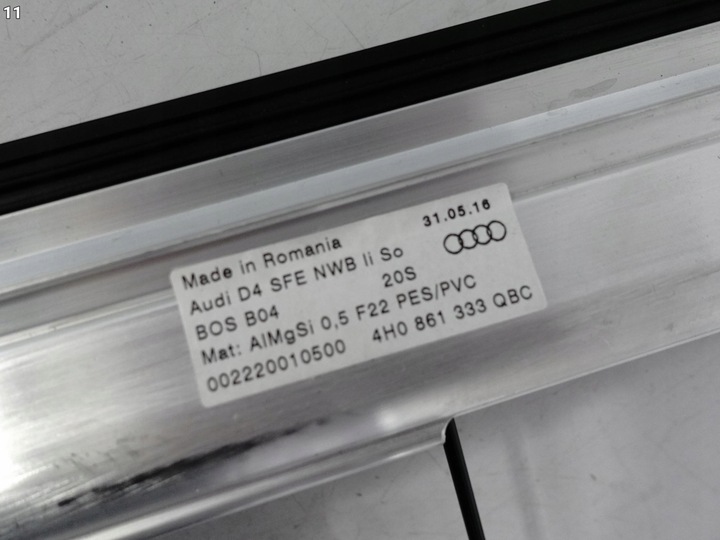 11
31.05.16
Made in Romania
Audi D4 SFE NWB li So
BOS B04 20S
Mat: AlMgSi 0,5 F22 PES/PVC
002220010500 4H0 861 333 QBC